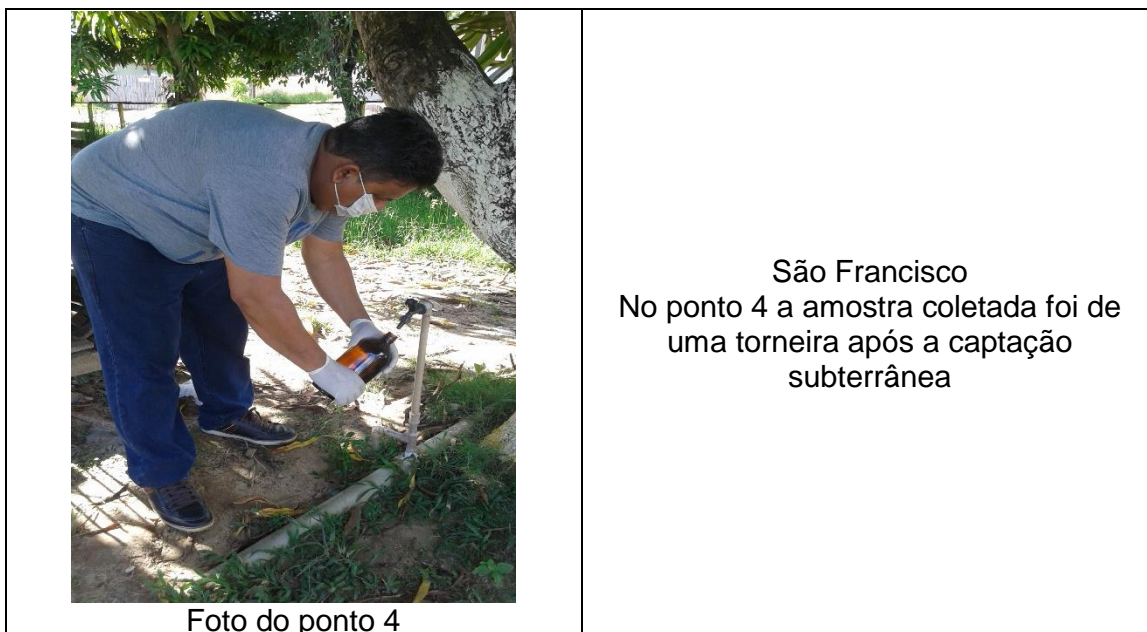 São Francisco
No ponto 4 a amostra coletada foi de
uma torneira após a captação
subterrânea
Foto do ponto 4